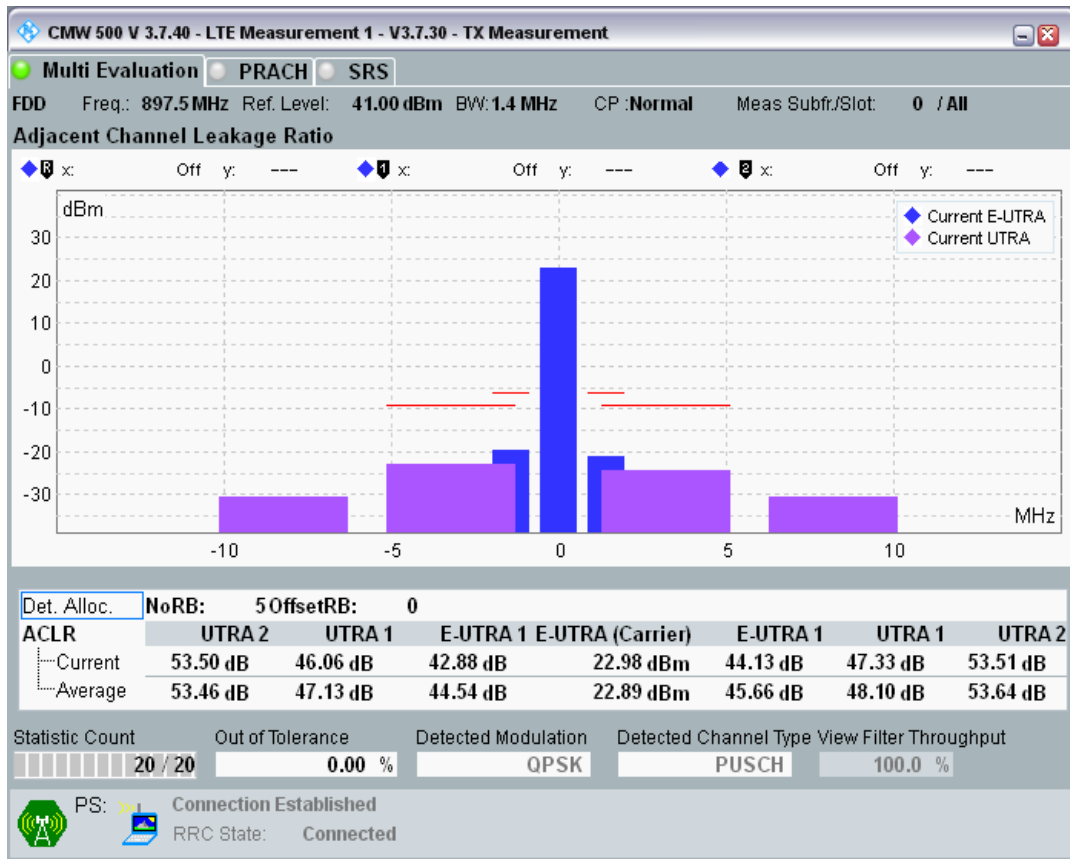 CMW 500 V 3.7.40 - LTE Measurement 1 - V3.7.30 - TX Measurement
Multi Evaluation PRACH SRS
FDD Freq.: 897.5 MHz Ref. Level: 41.00 dBm BW: 1.4 MHz CP :Normal Meas Subfr./Slot: 0 / All
Adjacent Channel Leakage Ratio
R x: Off y: --- 1 x: Off y: --- 2 x: Off y: ---
dBm
Current E-UTRA
Current UTRA
30
20
10
0
-10
-20
-30
MHz
-10 -5 0 5 10
Det. Alloc. NoRB: 5 OffsetRB: 0
ACLR UTRA 2 UTRA 1 E-UTRA 1 E-UTRA (Carrier) E-UTRA 1 UTRA 1 UTRA 2
Current 53.50 dB 46.06 dB 42.88 dB 22.98 dBm 44.13 dB 47.33 dB 53.51 dB
Average 53.46 dB 47.13 dB 44.54 dB 22.89 dBm 45.66 dB 48.10 dB 53.64 dB
Statistic Count Out of Tolerance Detected Modulation Detected Channel Type View Filter Throughput
20 / 20 0.00 % QPSK PUSCH 100.0 %
PS: Connection Established
RRC State: Connected